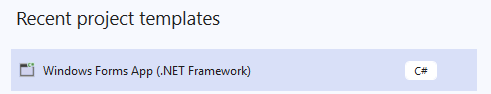 Recent project templates
Windows Forms App (.NET Framework) C#